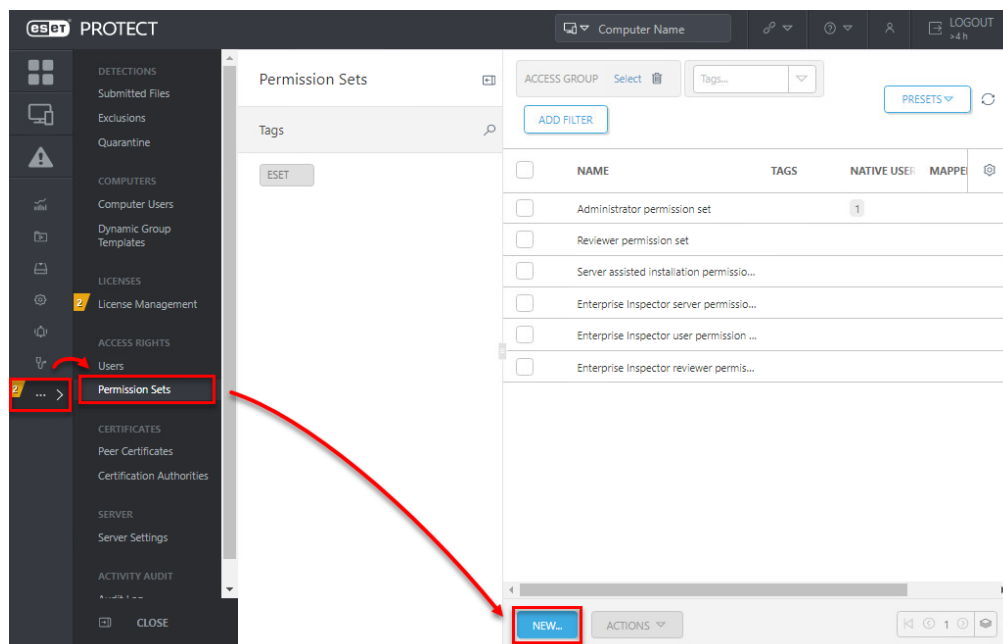 eset PROTECT
Computer Name
LOGOUT
>4 h
DETECTIONS
Submitted Files
Exclusions
Quarantine
COMPUTERS
Computer Users
Dynamic Group
Templates
LICENSES
2
License Management
ACCESS RIGHTS
Users
2
...
Permission Sets
CERTIFICATES
Peer Certificates
Certification Authorities
SERVER
Server Settings
ACTIVITY AUDIT
Audit Log
CLOSE
Permission Sets
Tags
ESET
ACCESS GROUP Select
Tags...
PRESETS
ADD FILTER
NAME TAGS NATIVE USER MAPPE
Administrator permission set 1
Reviewer permission set
Server assisted installation permissio...
Enterprise Inspector server permissio...
Enterprise Inspector user permission ...
Enterprise Inspector reviewer permis...
NEW...
ACTIONS
1